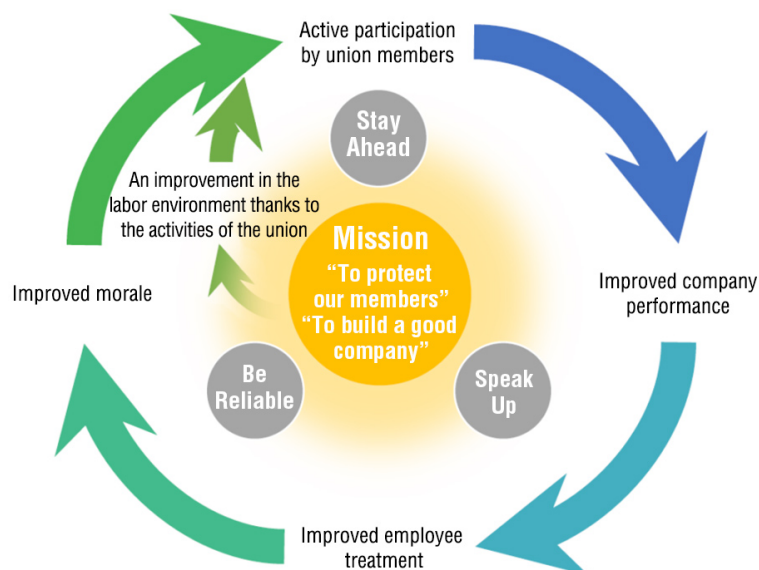 Active participation
by union members
Stay
Ahead
An improvement in the
labor environment thanks to
the activities of the union
Mission
“To protect
our members”
“To build a good
company”
Improved morale
Improved company
performance
Be
Reliable
Speak
Up
Improved employee
treatment